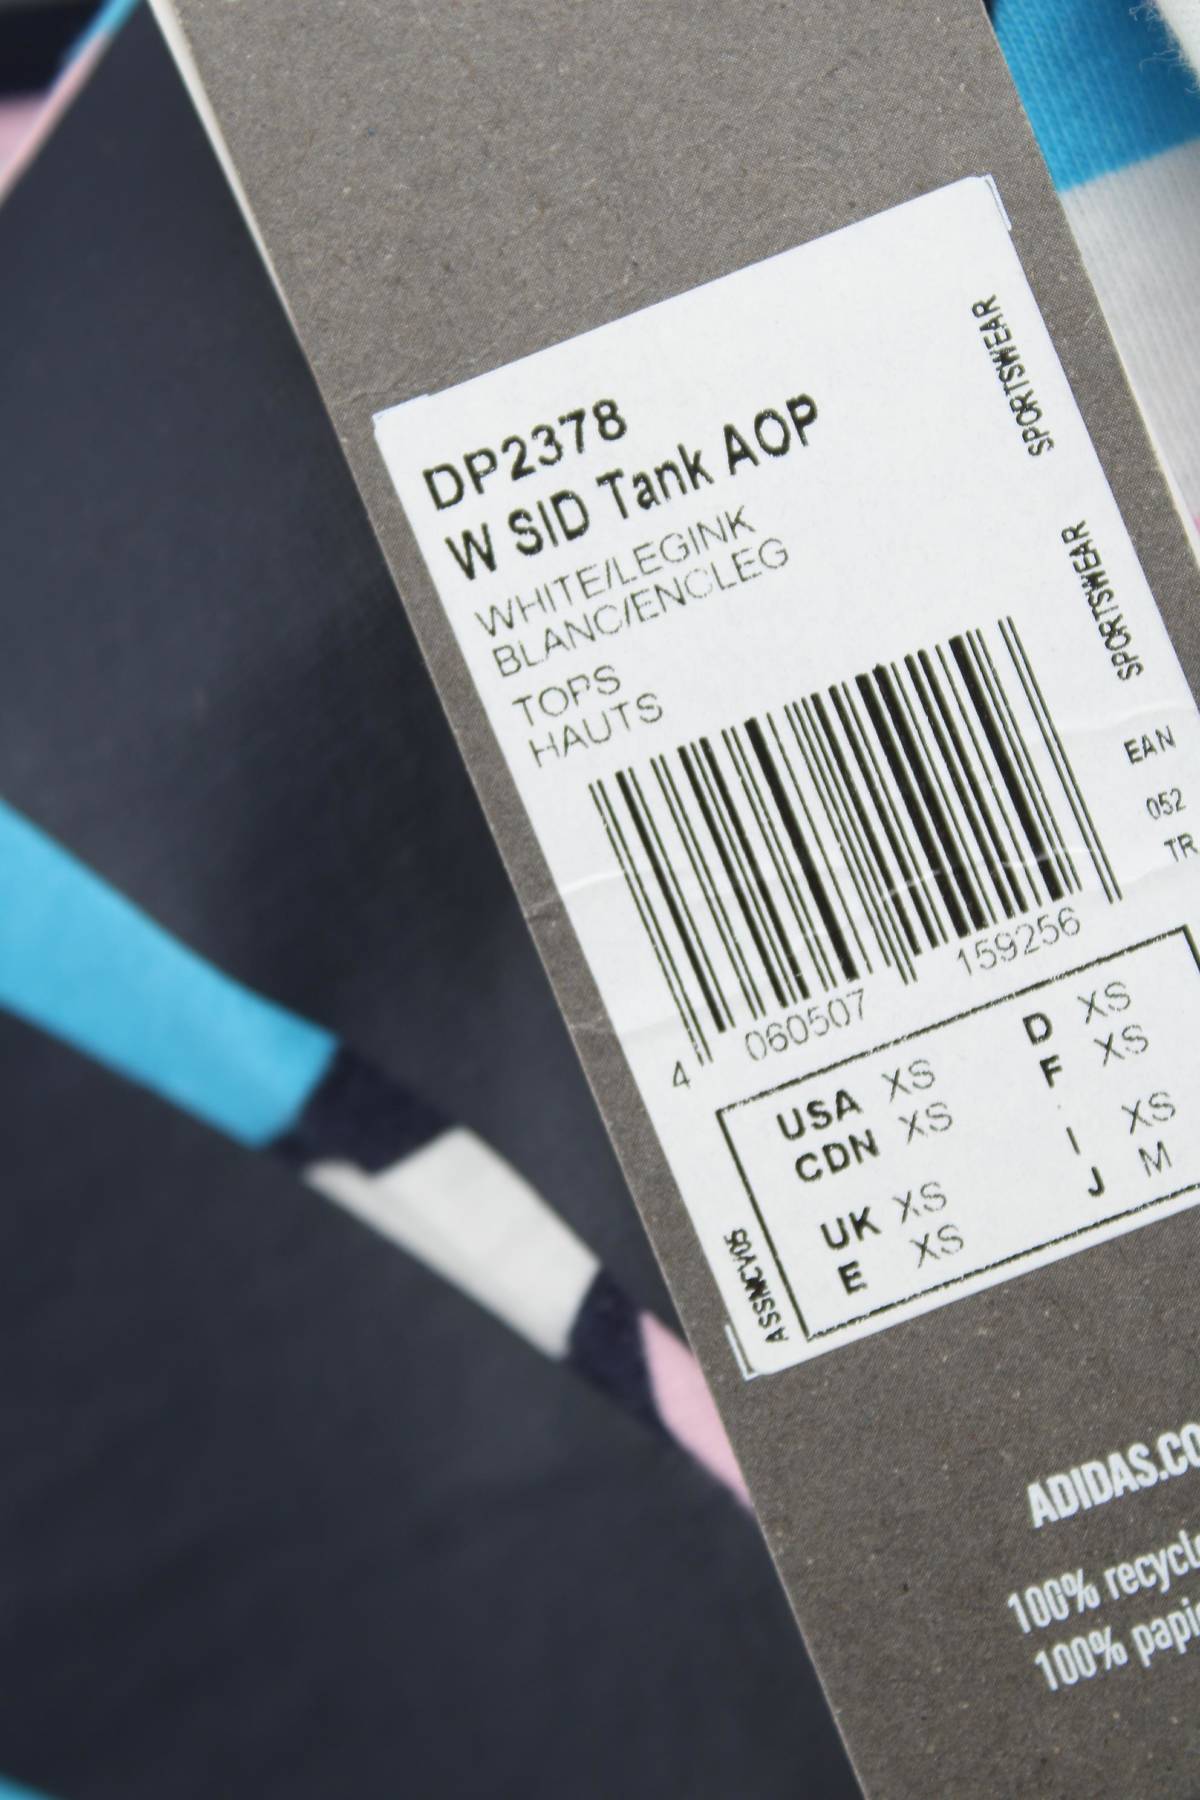 DP2378
W SID Tank AOP
WHITE/LEGINK
BLANC/ENCLEG
TOPS
HAUTS
SPORTSWEAR
SPORTSWEAR
EAN
052
TR
4 060507 159256
USA XS
CDN XS
UK XS
E XS
D XS
F XS
I XS
J M
ASSMCY05
ADIDAS.CO
100% recycle
100% papi